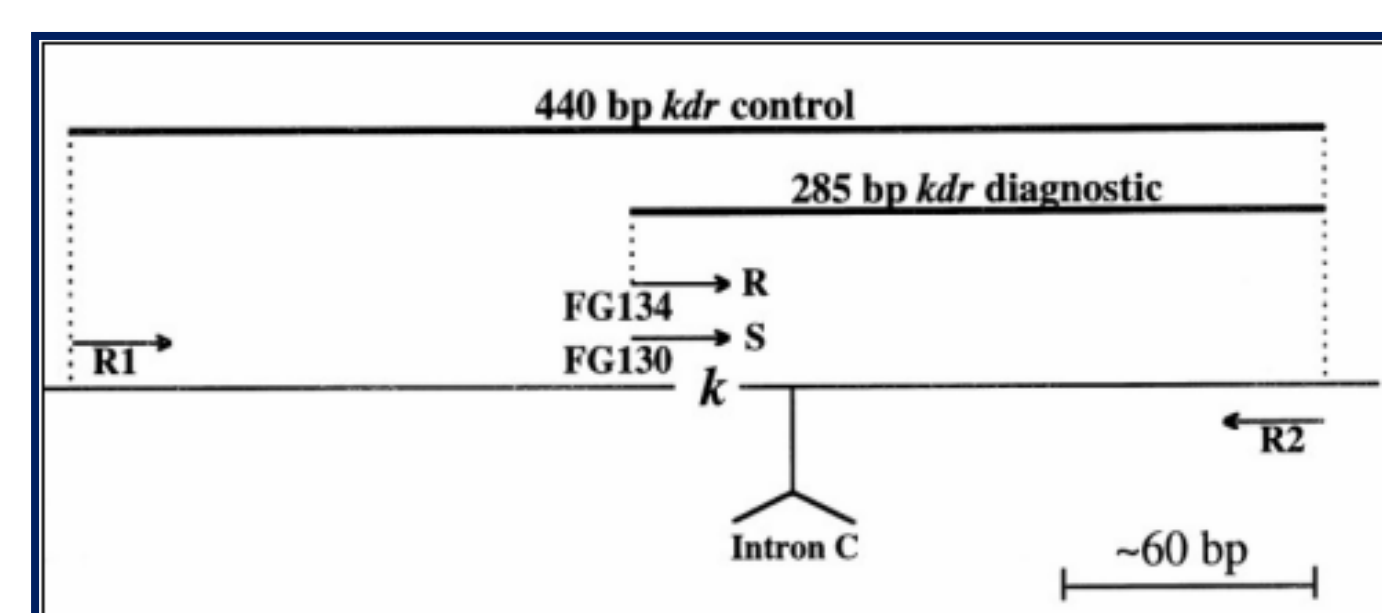 440 bp kdr control
285 bp kdr diagnostic
R
FG134
S
FG130
R1
k
R2
Intron C
~60 bp